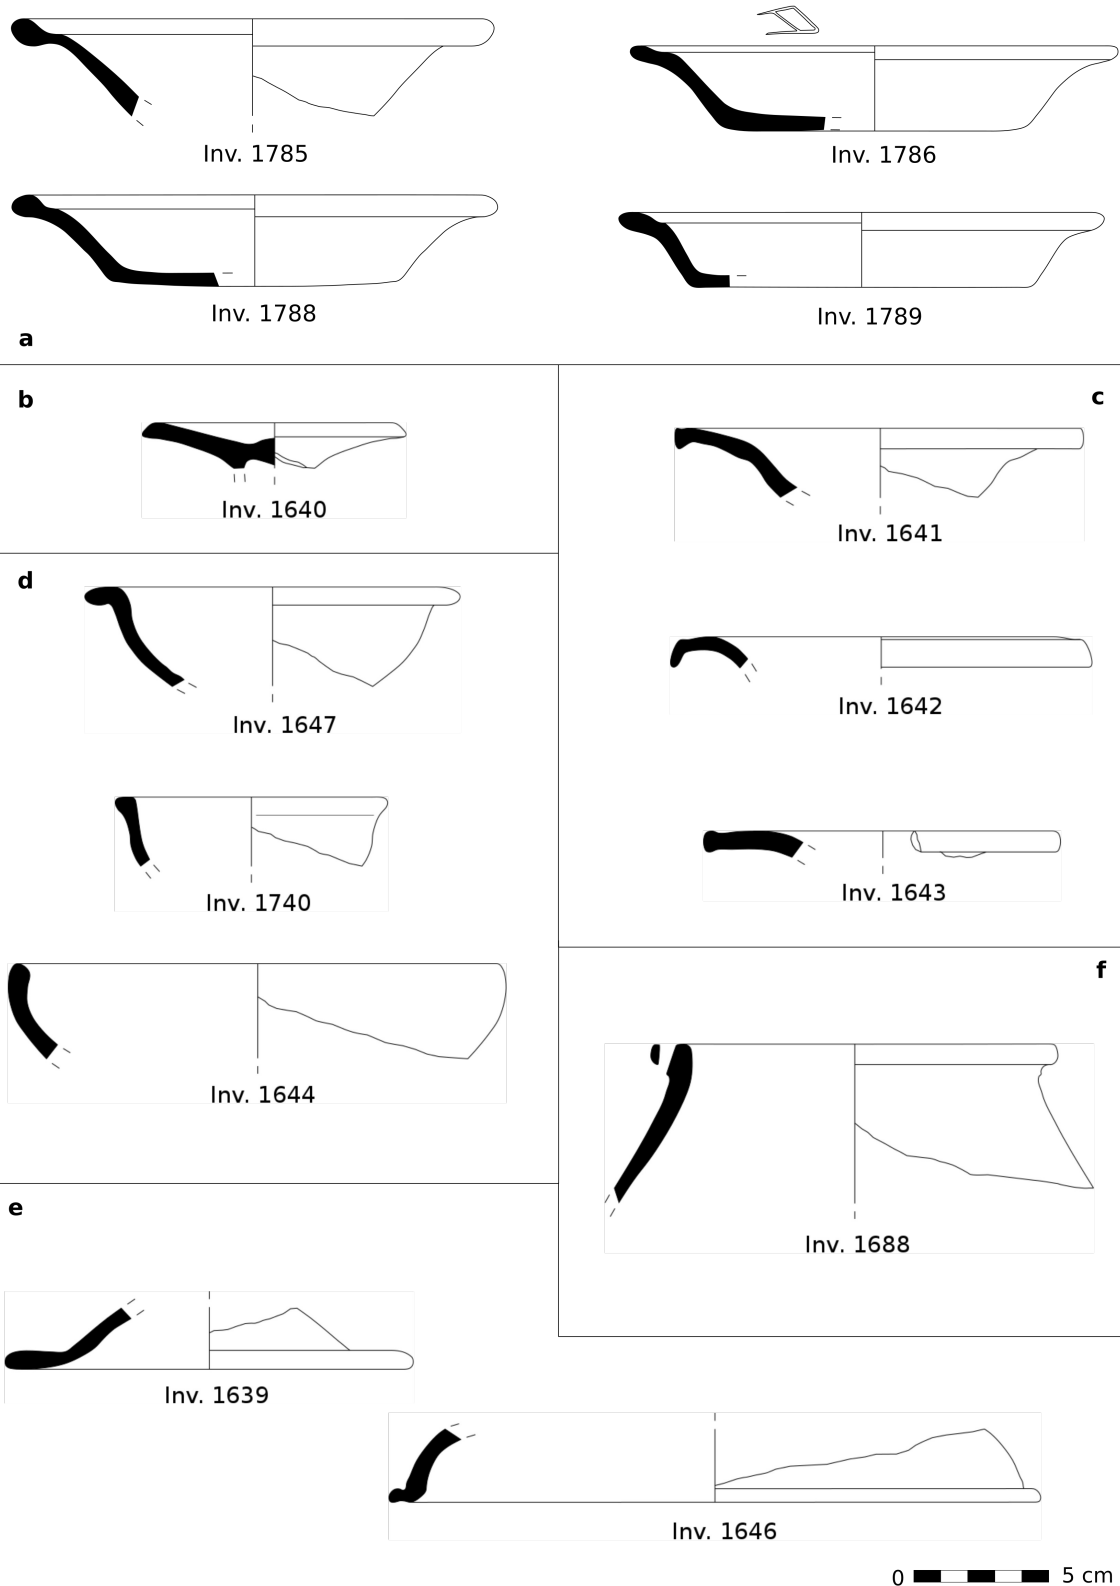 Inv. 1785
Inv. 1786
Inv. 1788
Inv. 1789
a
b
Inv. 1640
c
Inv. 1641
Inv. 1642
Inv. 1643
d
Inv. 1647
Inv. 1740
Inv. 1644
e
Inv. 1639
Inv. 1646
f
Inv. 1688
0 5 cm